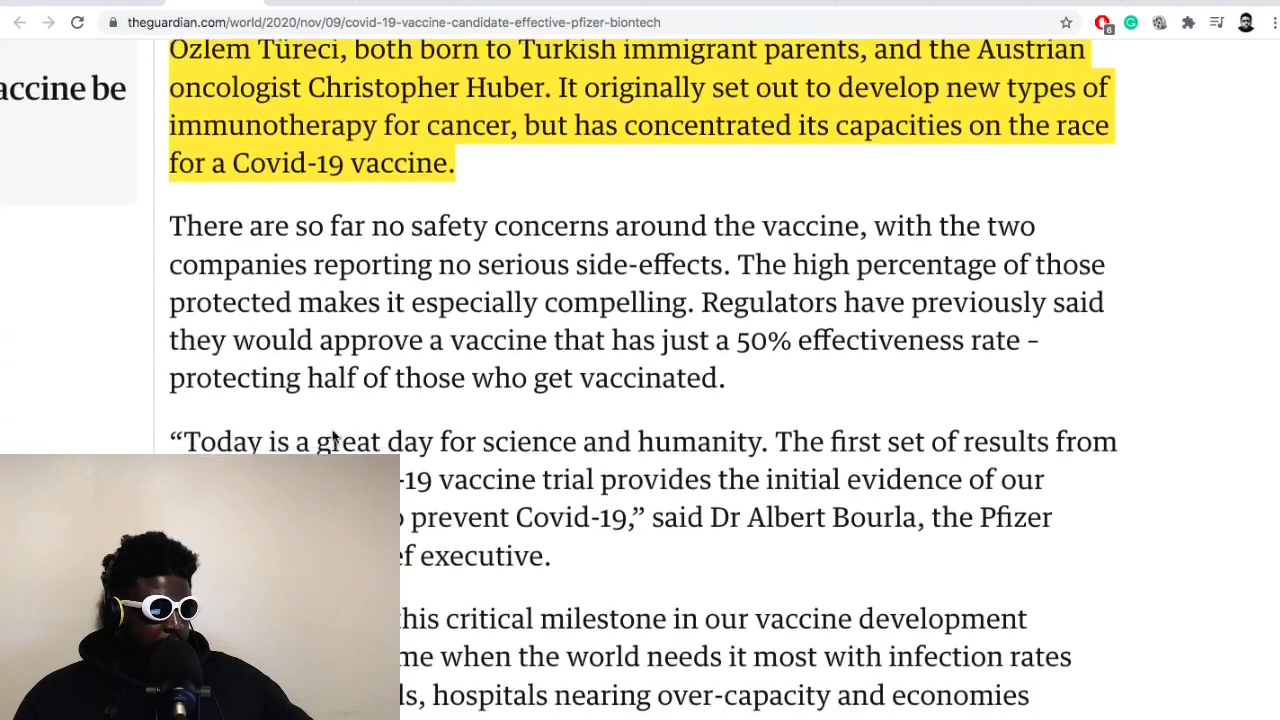 theguardian.com/world/2020/nov/09/covid-19-vaccine-candidate-effective-pfizer-biontech
6
accine be
Özlem Türeci, both born to Turkish immigrant parents, and the Austrian
oncologist Christopher Huber. It originally set out to develop new types of
immunotherapy for cancer, but has concentrated its capacities on the race
for a Covid-19 vaccine.
There are so far no safety concerns around the vaccine, with the two
companies reporting no serious side-effects. The high percentage of those
protected makes it especially compelling. Regulators have previously said
they would approve a vaccine that has just a 50% effectiveness rate –
protecting half of those who get vaccinated.
“Today is a great day for science and humanity. The first set of results from
-19 vaccine trial provides the initial evidence of our
o prevent Covid-19,” said Dr Albert Bourla, the Pfizer
ef executive.
this critical milestone in our vaccine development
me when the world needs it most with infection rates
ds, hospitals nearing over-capacity and economies